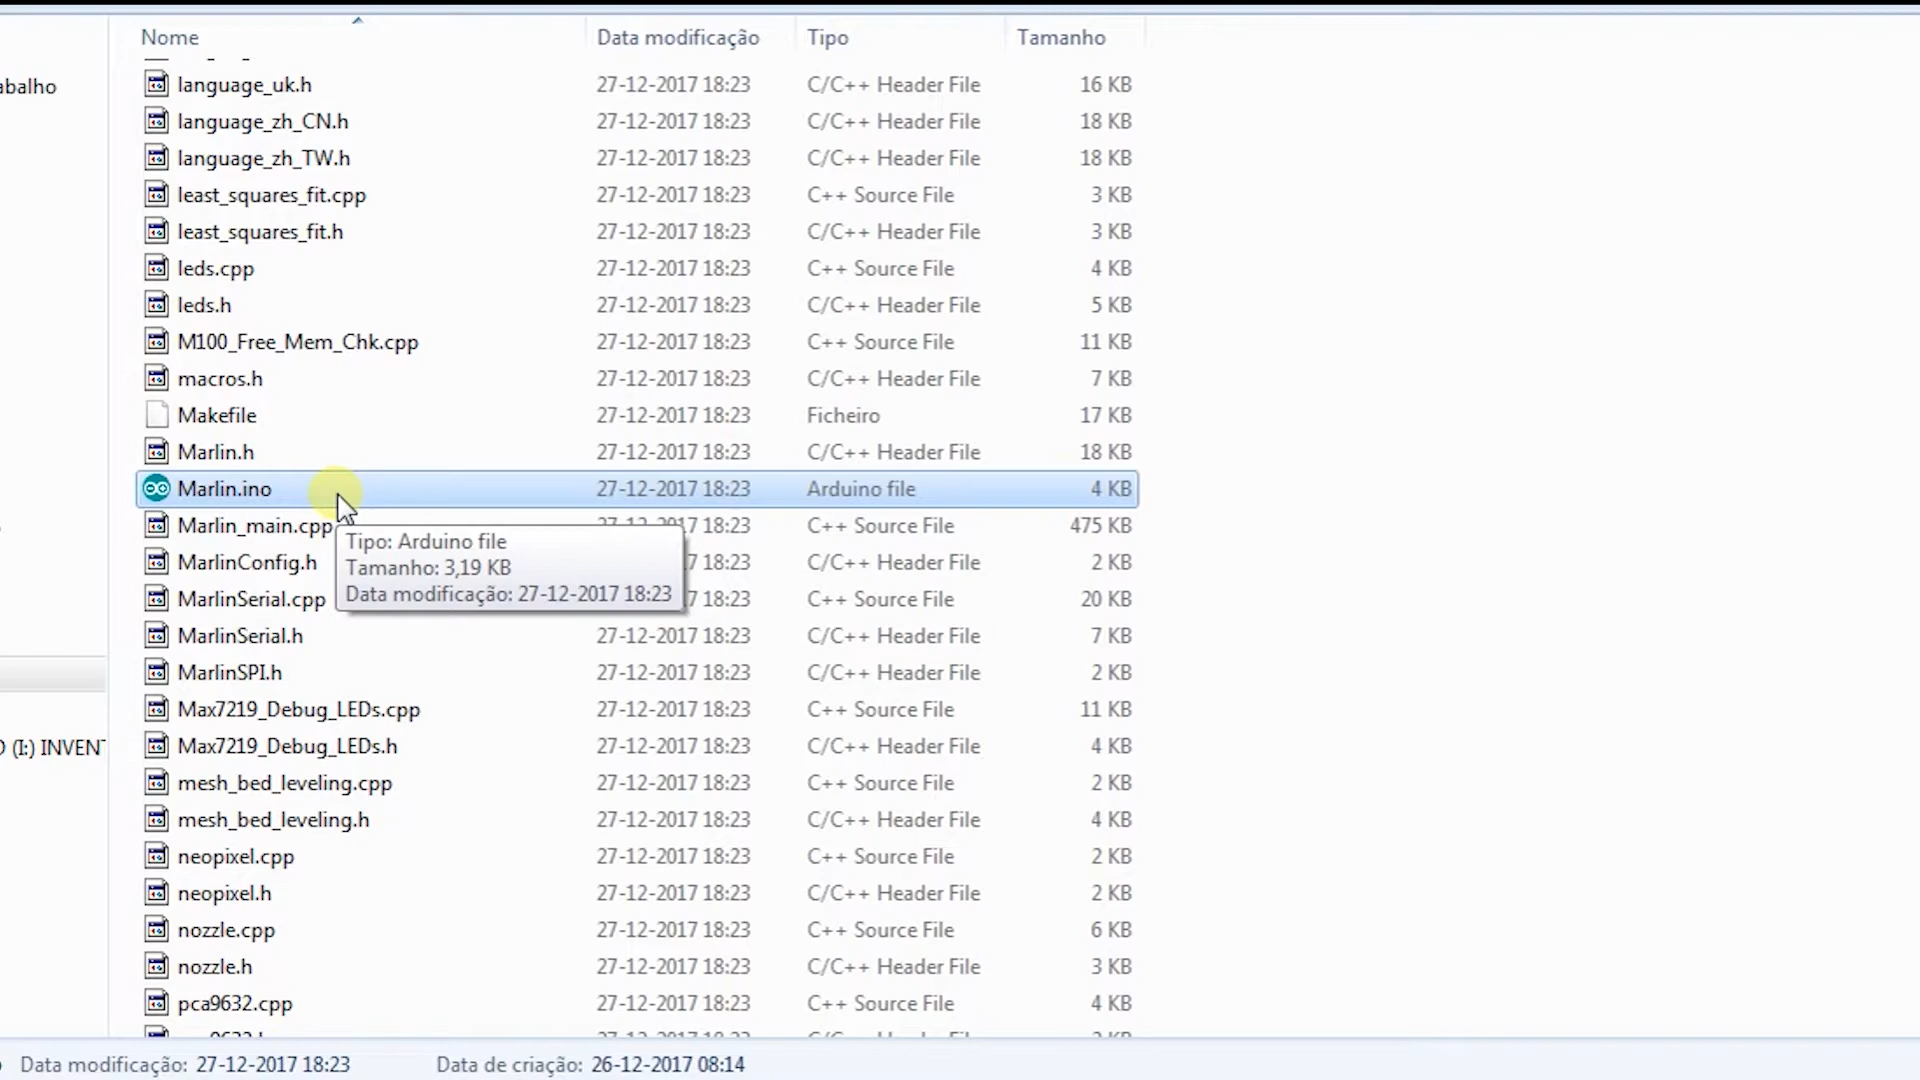 Nome Data modificação Tipo Tamanho
abalho
language_uk.h 27-12-2017 18:23 C/C++ Header File 16 KB
language_zh_CN.h 27-12-2017 18:23 C/C++ Header File 18 KB
language_zh_TW.h 27-12-2017 18:23 C/C++ Header File 18 KB
least_squares_fit.cpp 27-12-2017 18:23 C++ Source File 3 KB
least_squares_fit.h 27-12-2017 18:23 C/C++ Header File 3 KB
leds.cpp 27-12-2017 18:23 C++ Source File 4 KB
leds.h 27-12-2017 18:23 C/C++ Header File 5 KB
M100_Free_Mem_Chk.cpp 27-12-2017 18:23 C++ Source File 11 KB
macros.h 27-12-2017 18:23 C/C++ Header File 7 KB
Makefile 27-12-2017 18:23 Ficheiro 17 KB
Marlin.h 27-12-2017 18:23 C/C++ Header File 18 KB
Marlin.ino 27-12-2017 18:23 Arduino file 4 KB
Marlin_main.cpp 27-12-2017 18:23 C++ Source File 475 KB
Tipo: Arduino file
MarlinConfig.h 7 18:23 C/C++ Header File 2 KB
Tamanho: 3,19 KB
MarlinSerial.cpp 7 18:23 C++ Source File 20 KB
Data modificação: 27-12-2017 18:23
MarlinSerial.h 27-12-2017 18:23 C/C++ Header File 7 KB
MarlinSPI.h 27-12-2017 18:23 C/C++ Header File 2 KB
Max7219_Debug_LEDs.cpp 27-12-2017 18:23 C++ Source File 11 KB
O (I:) INVENT
Max7219_Debug_LEDs.h 27-12-2017 18:23 C/C++ Header File 4 KB
mesh_bed_leveling.cpp 27-12-2017 18:23 C++ Source File 2 KB
mesh_bed_leveling.h 27-12-2017 18:23 C/C++ Header File 4 KB
neopixel.cpp 27-12-2017 18:23 C++ Source File 2 KB
neopixel.h 27-12-2017 18:23 C/C++ Header File 2 KB
nozzle.cpp 27-12-2017 18:23 C++ Source File 6 KB
nozzle.h 27-12-2017 18:23 C/C++ Header File 3 KB
pca9632.cpp 27-12-2017 18:23 C++ Source File 4 KB
Data modificação: 27-12-2017 18:23 Data de criação: 26-12-2017 08:14